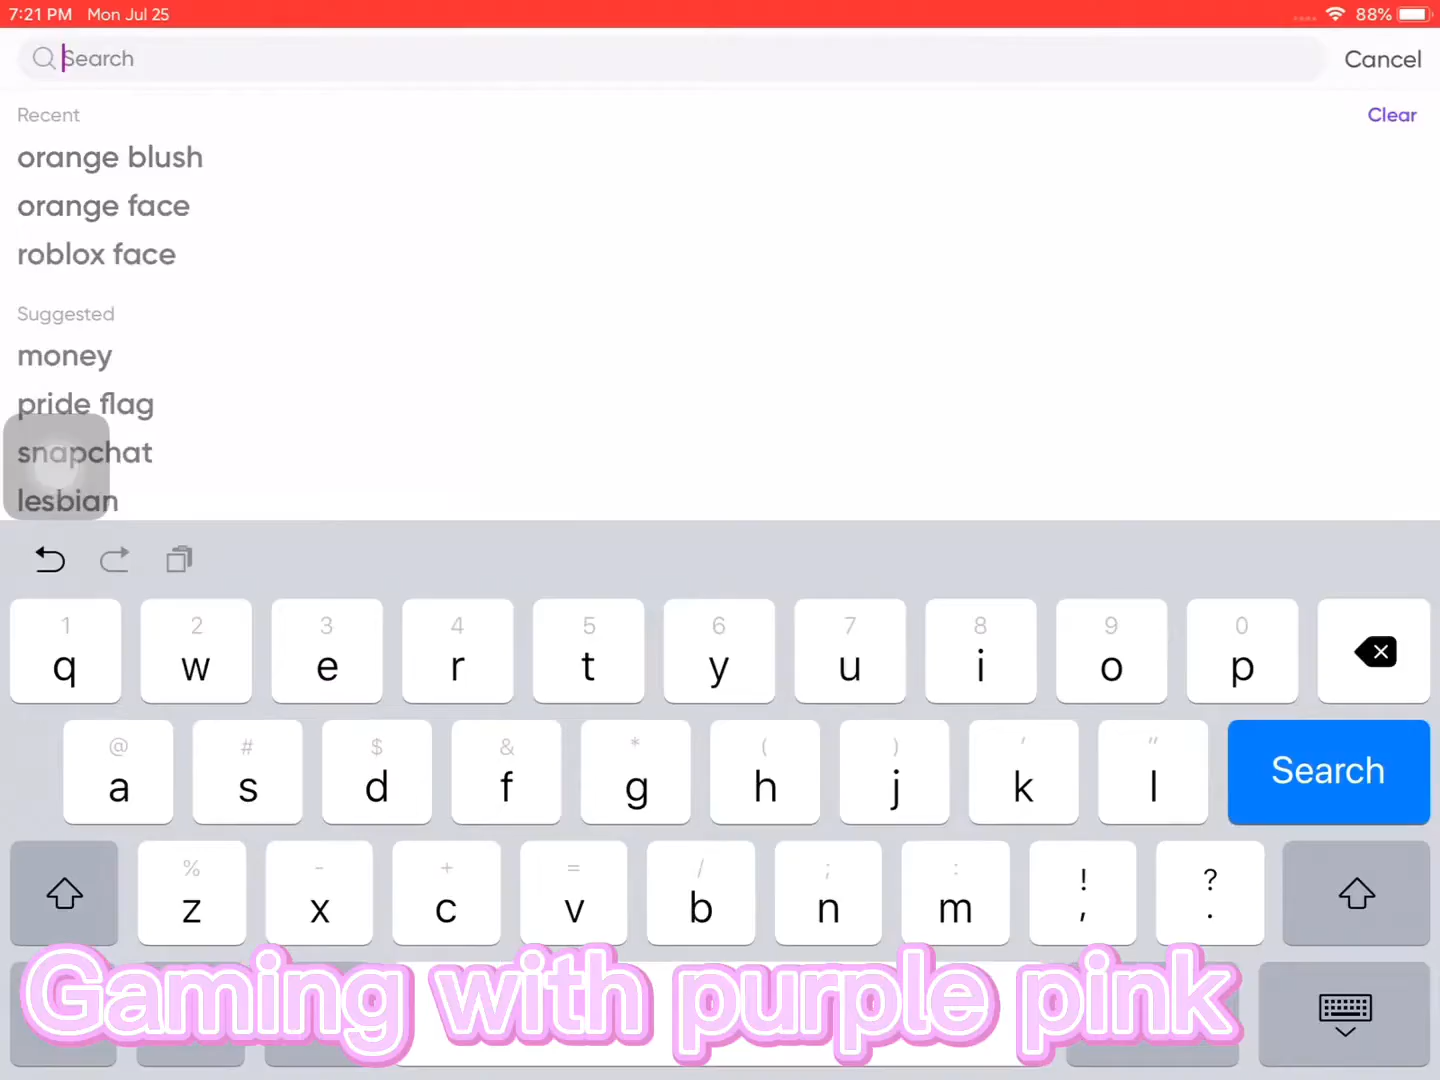 7:21 PM Mon Jul 25 88%
Search Cancel
Recent Clear
orange blush
orange face
roblox face
Suggested
money
pride flag
snapchat
lesbian
1 2 3 4 5 6 7 8 9 0
q w e r t y u i o p
@ # $ & * ( ) ' "
a s d f g h j k l Search
% - + = / ; : ! ?
z x c v b n m , .
Gaming with purple pink